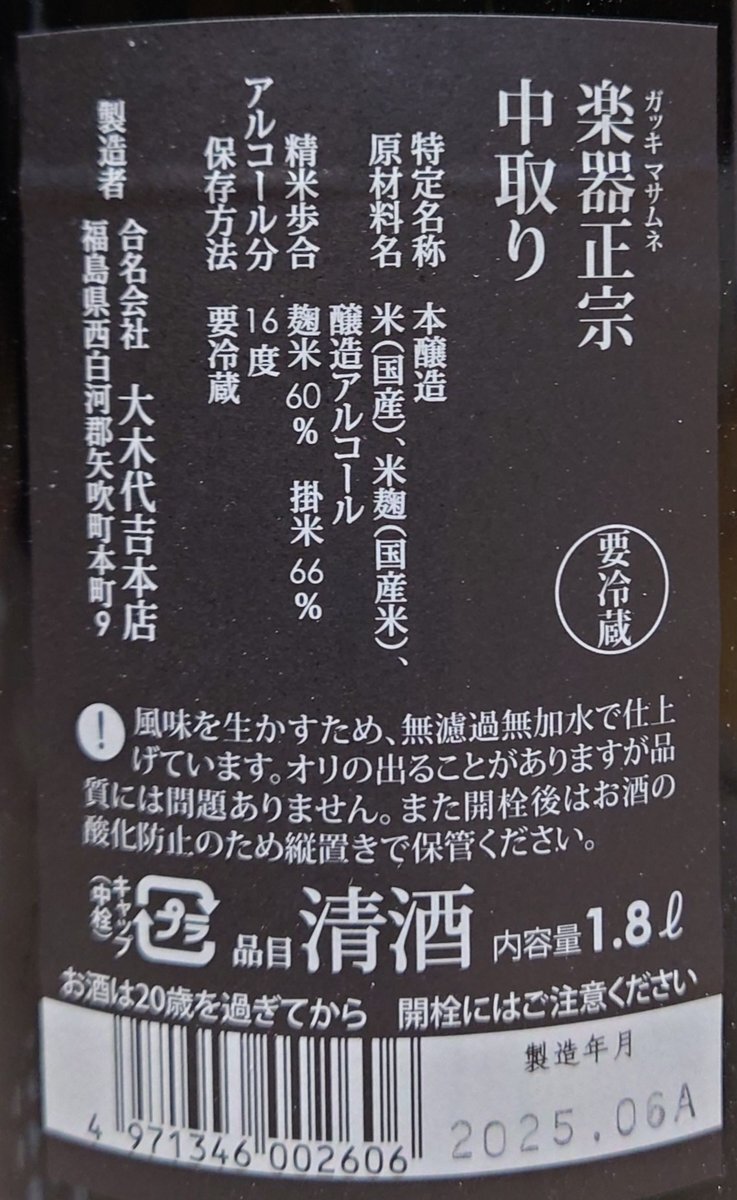 ガッキ マサムネ
楽器正宗
中取り
要冷蔵
特定名称 本醸造
原材料名 米(国産)、米麹(国産米)、
醸造アルコール
精米歩合 麹米60% 掛米66%
アルコール分 16度
保存方法 要冷蔵
製造者 合名会社 大木代吉本店
福島県西白河郡矢吹町本町9
! 風味を生かすため、無濾過無加水で仕上
げています。オリの出ることがありますが品
質には問題ありません。また開栓後はお酒の
酸化防止のため縦置きで保管ください。
キャップ
(中栓)
プラ
品目 清酒 内容量 1.8ℓ
お酒は20歳を過ぎてから 開栓にはご注意ください
製造年月
2025.06A
4 971346 002606